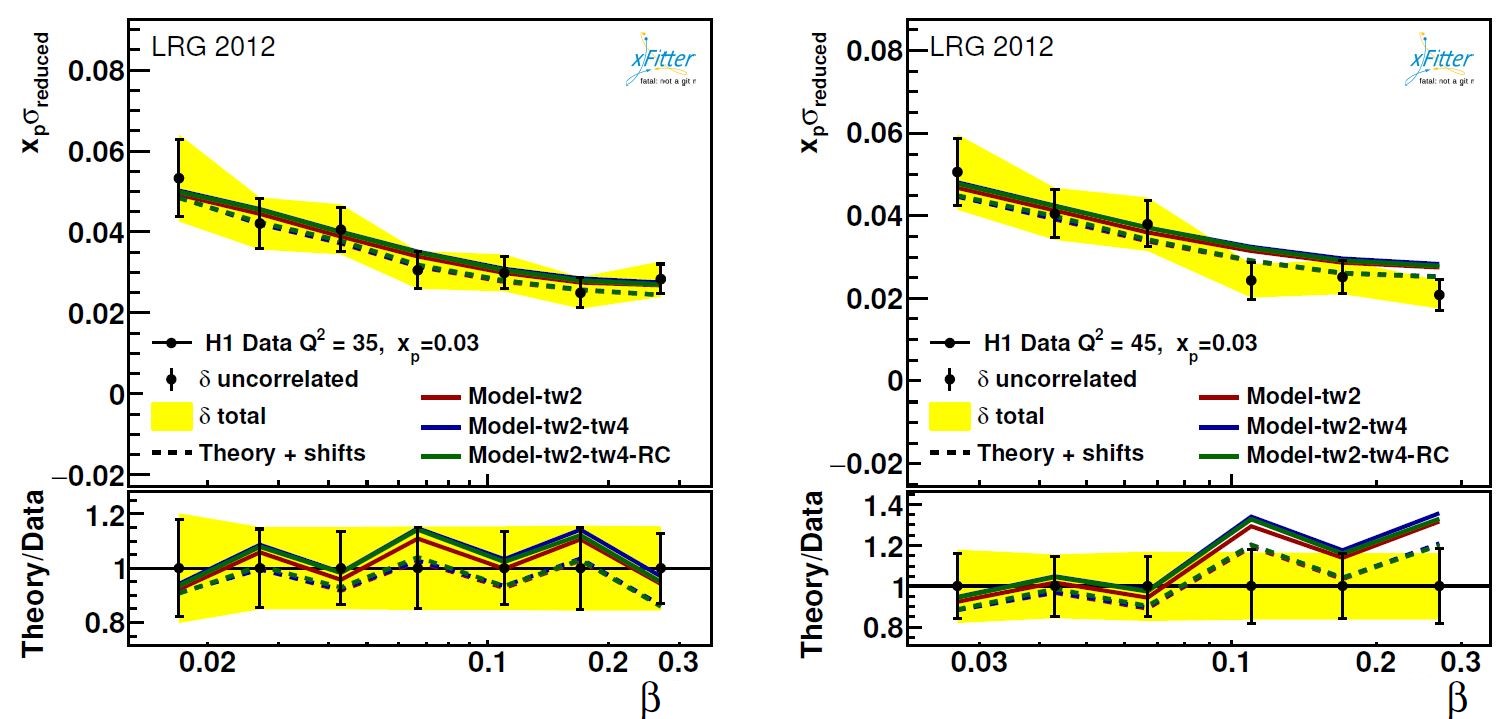 LRG 2012
xFitter
fatal: not a git r
x_pσ_reduced
0.08
0.06
0.04
0.02
0
−0.02
H1 Data Q² = 35, x_p=0.03
δ uncorrelated
δ total
Theory + shifts
Model-tw2
Model-tw2-tw4
Model-tw2-tw4-RC
Theory/Data
1.2
1
0.8
0.02 0.1 0.2 0.3
β
LRG 2012
xFitter
fatal: not a git r
x_pσ_reduced
0.08
0.06
0.04
0.02
0
−0.02
H1 Data Q² = 45, x_p=0.03
δ uncorrelated
δ total
Theory + shifts
Model-tw2
Model-tw2-tw4
Model-tw2-tw4-RC
Theory/Data
1.4
1.2
1
0.8
0.03 0.1 0.2 0.3
β